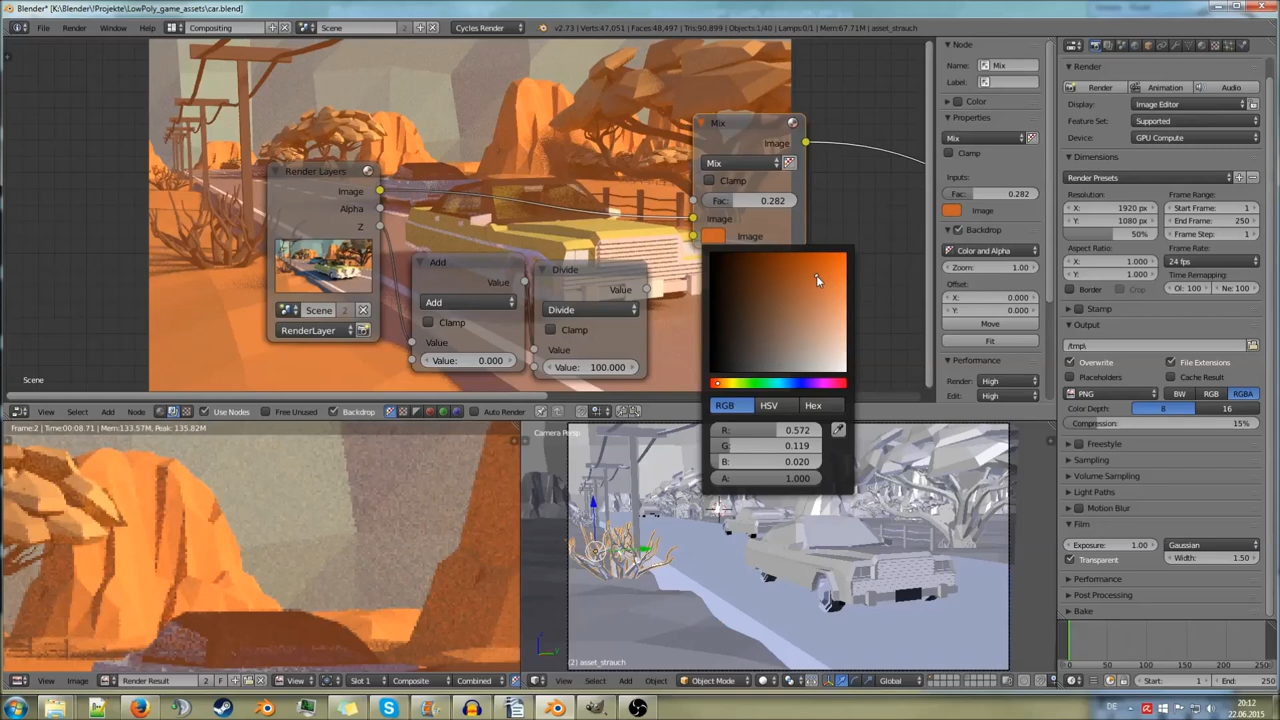 Blender* [K:\Blender\!Projekte\LowPoly_game_assets\car.blend]
File Render Window Help Compositing Scene 2 Cycles Render v2.73 | Verts:47,051 | Faces:48,497 | Tris:90,899 | Objects:1/40 | Lamps:0/1 | Mem:67.71M | asset_strauch
Render Layers
Image
Alpha
Z
Scene 2
RenderLayer
Add
Value
Add
Clamp
Value
Value: 0.000
Divide
Value
Divide
Clamp
Value
Value: 100.000
Mix
Image
Mix
Clamp
Fac: 0.282
Image
Image
RGB HSV Hex
R: 0.572
G: 0.119
B: 0.020
A: 1.000
Scene
View Select Add Node Use Nodes Free Unused Backdrop Auto Render
Node
Name: Mix
Label:
Color
Properties
Mix
Clamp
Inputs:
Fac: 0.282
Image
Backdrop
Color and Alpha
Zoom: 1.00
Offset:
X: 0.000
Y: 0.000
Move
Fit
Performance
Render: High
Edit: High
Render
Render Animation Audio
Display: Image Editor
Feature Set: Supported
Device: GPU Compute
Dimensions
Render Presets
Resolution: Frame Range:
X: 1920 px Start Frame: 1
Y: 1080 px End Frame: 250
50% Frame Step: 1
Aspect Ratio: Frame Rate:
X: 1.000 24 fps
Y: 1.000 Time Remapping:
Border Crop Ol: 100 Ne: 100
Stamp
Output
/tmp\
Overwrite File Extensions
Placeholders Cache Result
PNG BW RGB RGBA
Color Depth: 8 16
Compression: 15%
Freestyle
Sampling
Volume Sampling
Light Paths
Motion Blur
Film
Exposure: 1.00 Gaussian
Transparent Width: 1.50
Performance
Post Processing
Bake
Frame:2 | Time:00:08.71 | Mem:133.57M, Peak: 135.82M
View Image Render Result 2 F View Slot 1 Composite Combined
Camera Persp
(2) asset_strauch
View Select Add Object Object Mode Global
0 50 100 150 200 250
Start: 1 End: 250
DE 20:12
22.06.2015